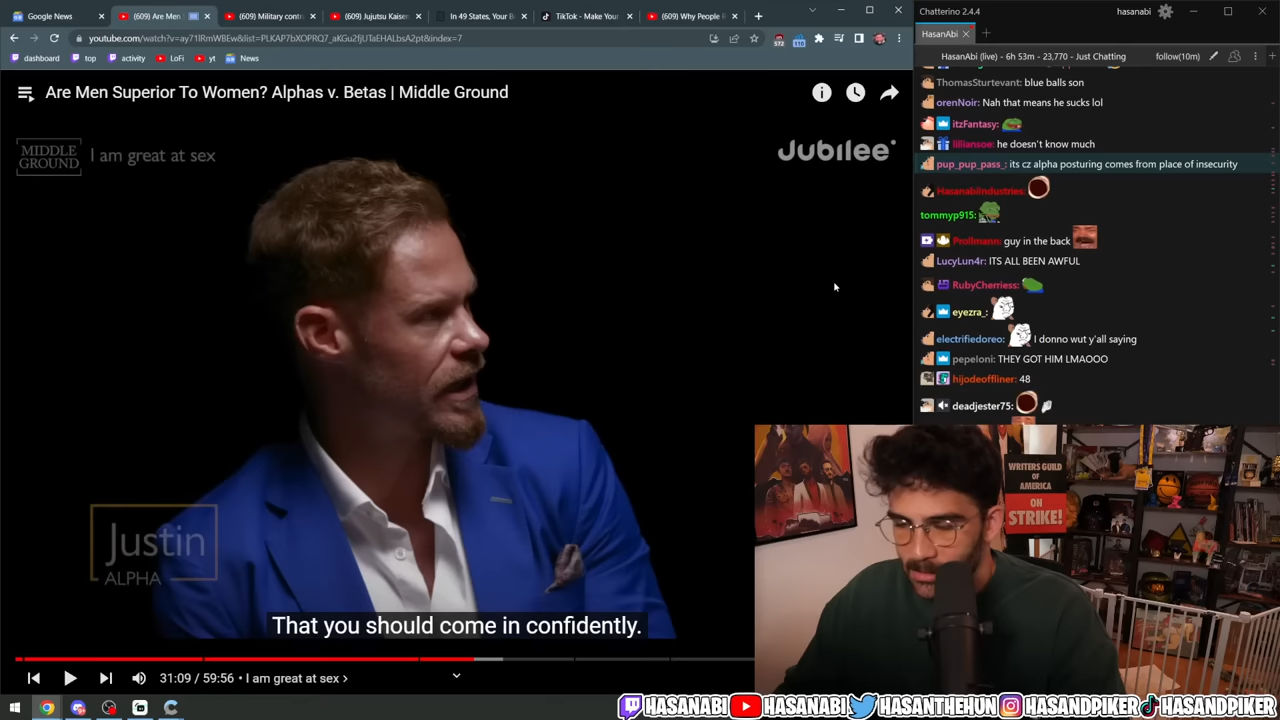 Google News
(609) Are Men
(609) Military contr
(609) Jujutsu Kaisen
In 49 States, Your B
TikTok - Make Your
(609) Why People R
youtube.com/watch?v=ay71lRmWBEw&list=PLKAP7bXOPRQ7_aKGu2fjUTaEHALbsA2pt&index=7
dashboard
top
activity
LoFi
yt
News
Are Men Superior To Women? Alphas v. Betas | Middle Ground
MIDDLE
GROUND
I am great at sex
Jubilee
Justin
ALPHA
That you should come in confidently.
31:09 / 59:56 • I am great at sex
Chatterino 2.4.4
hasanabi
HasanAbi
HasanAbi (live) - 6h 53m - 23,770 - Just Chatting
follow(10m)
ThomasSturtevant: blue balls son
orenNoir: Nah that means he sucks lol
itzFantasy:
lilliansoe: he doesn't know much
pup_pup_pass_: its cz alpha posturing comes from place of insecurity
HasanabiIndustries:
tommyp915:
Prollmann: guy in the back
LucyLun4r: ITS ALL BEEN AWFUL
RubyCherriess:
eyezra_:
electrifiedoreo: I donno wut y'all saying
pepeloni: THEY GOT HIM LMAOOO
hijodeoffliner: 48
deadjester75:
WRITERS GUILD
OF
AMERICA
ON
STRIKE!
HASANABI
HASANABI
HASANTHEHUN
HASANDPIKER
HASANDPIKER